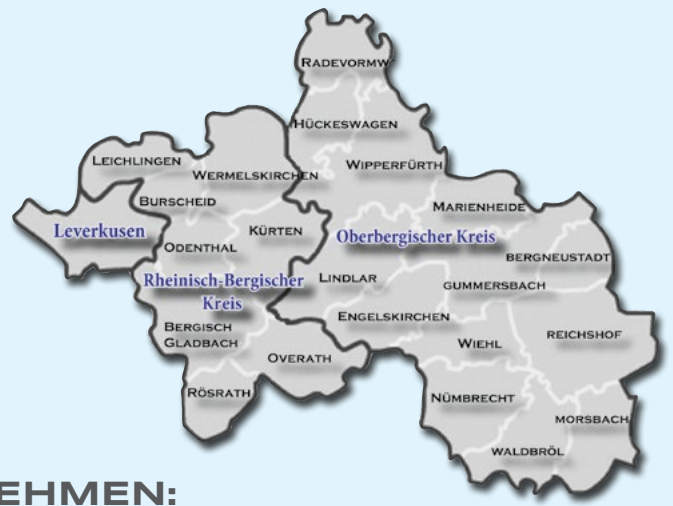 RADEVORMW
HÜCKESWAGEN
LEICHLINGEN
WIPPERFÜRTH
WERMELSKIRCHEN
BURSCHEID
MARIENHEIDE
Leverkusen
KÜRTEN
Oberbergischer Kreis
ODENTHAL
BERGNEUSTADT
Rheinisch-Bergischer
Kreis
LINDLAR
GUMMERSBACH
ENGELSKIRCHEN
BERGISCH
GLADBACH
REICHSHOF
WIEHL
OVERATH
RÖSRATH
NÜMBRECHT
MORSBACH
WALDBRÖL
EHMEN: